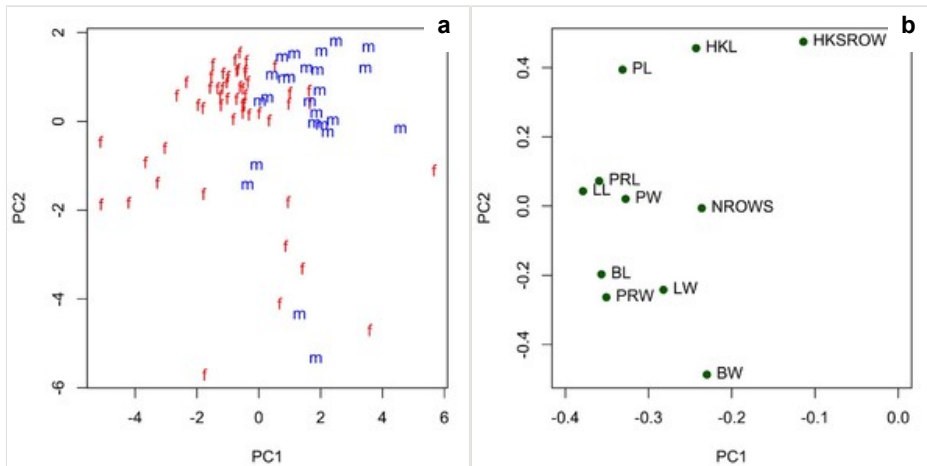 a
2
0
-2
-4
-6
PC2
-4 -2 0 2 4 6
PC1
b
0.4
0.2
0.0
-0.2
-0.4
PC2
HKSROW
HKL
PL
PRL
LL
PW
NROWS
BL
LW
PRW
BW
-0.4 -0.3 -0.2 -0.1 0.0
PC1